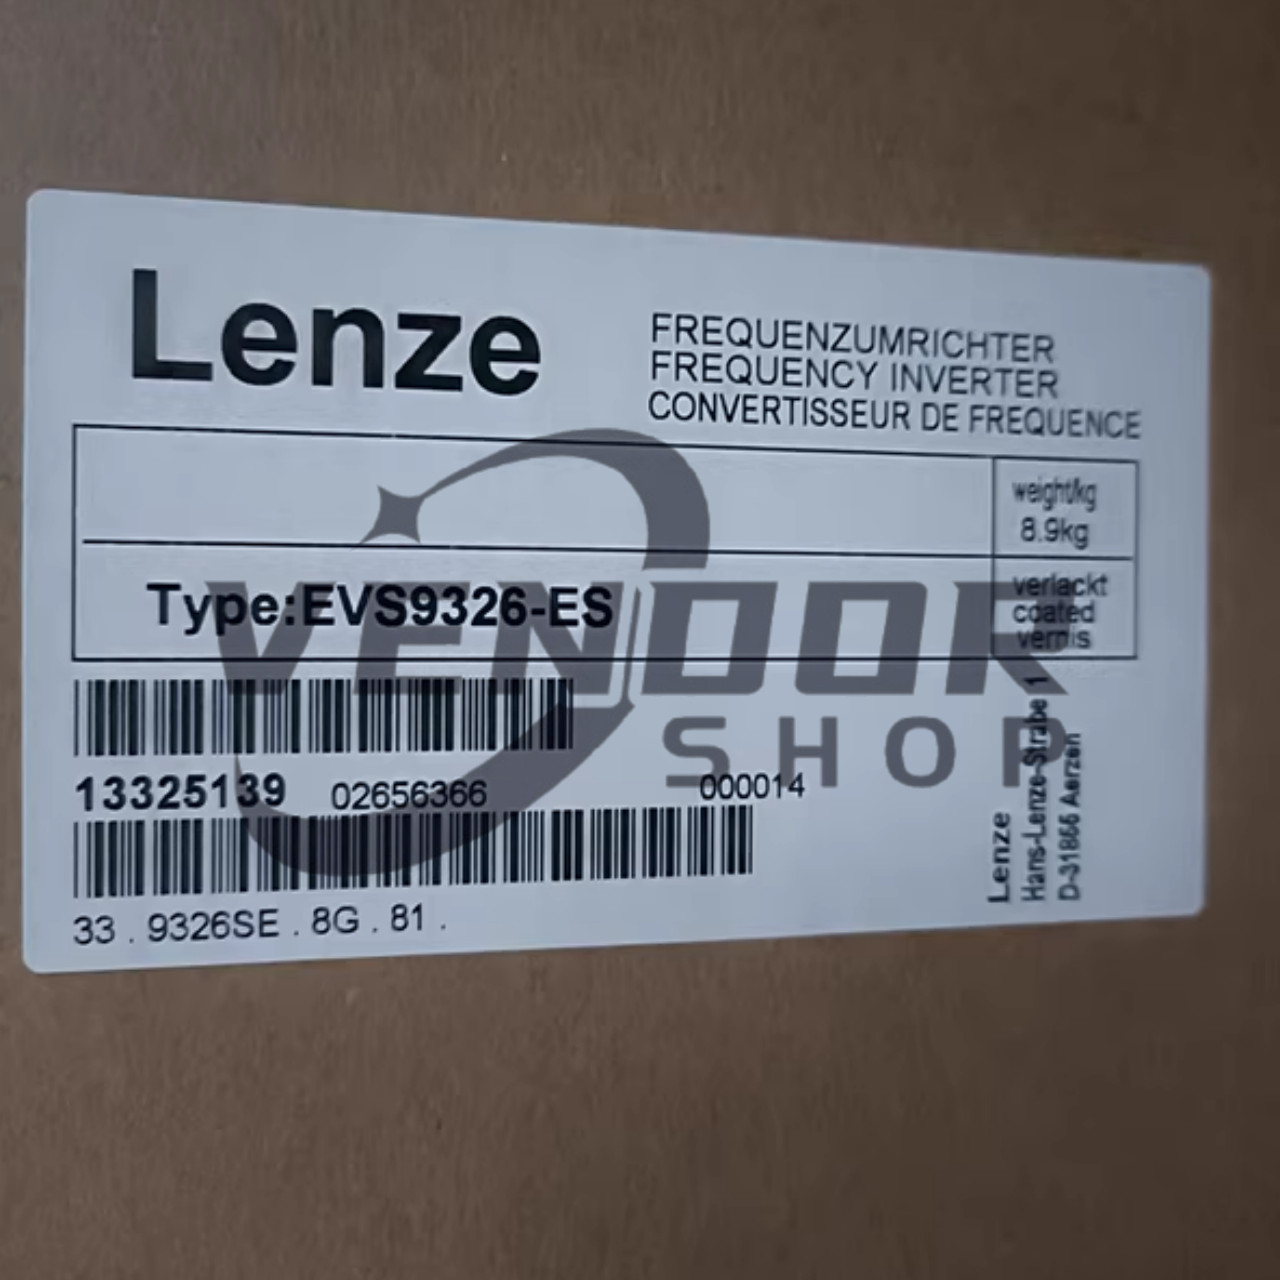 Lenze
FREQUENZUMRICHTER
FREQUENCY INVERTER
CONVERTISSEUR DE FREQUENCE
weight/kg
8.9kg
Type:EVS9326-ES
verlackt
coated
vernis
VENDOR
SHOP
13325139 02656366 000014
33 . 9326SE . 8G . 81 .
Lenze
Hans-Lenze-Strabe 1
D-31855 Aerzen